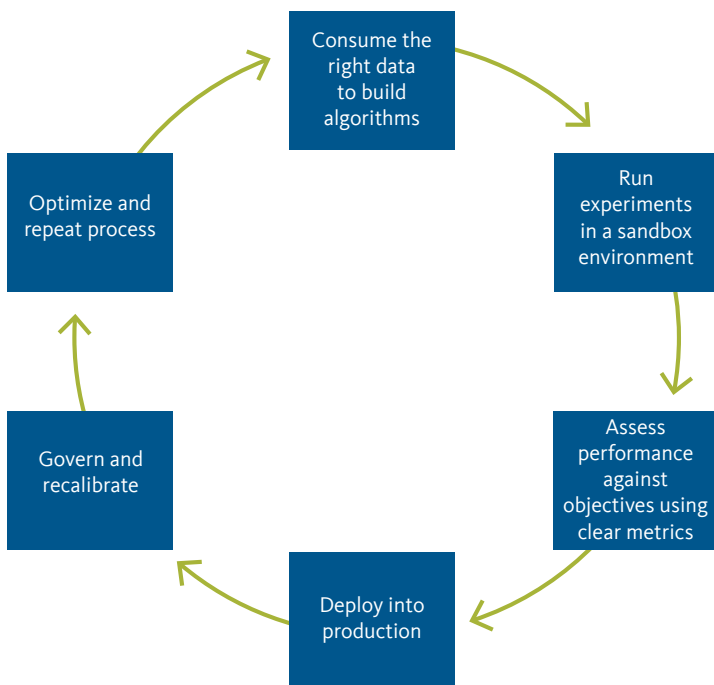 Consume the
right data
to build
algorithms
Run
experiments
in a sandbox
environment
Assess
performance
against
objectives using
clear metrics
Deploy into
production
Govern and
recalibrate
Optimize and
repeat process